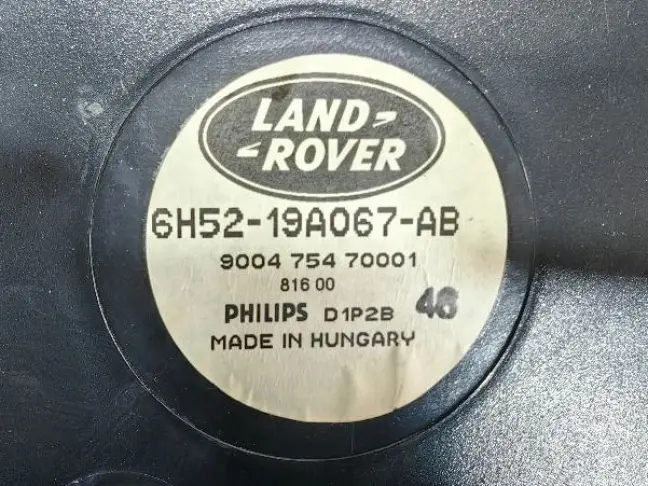 LAND-
-ROVER
6H52-19A067-AB
9004 754 70001
816 00
PHILIPS D1P2B 46
MADE IN HUNGARY